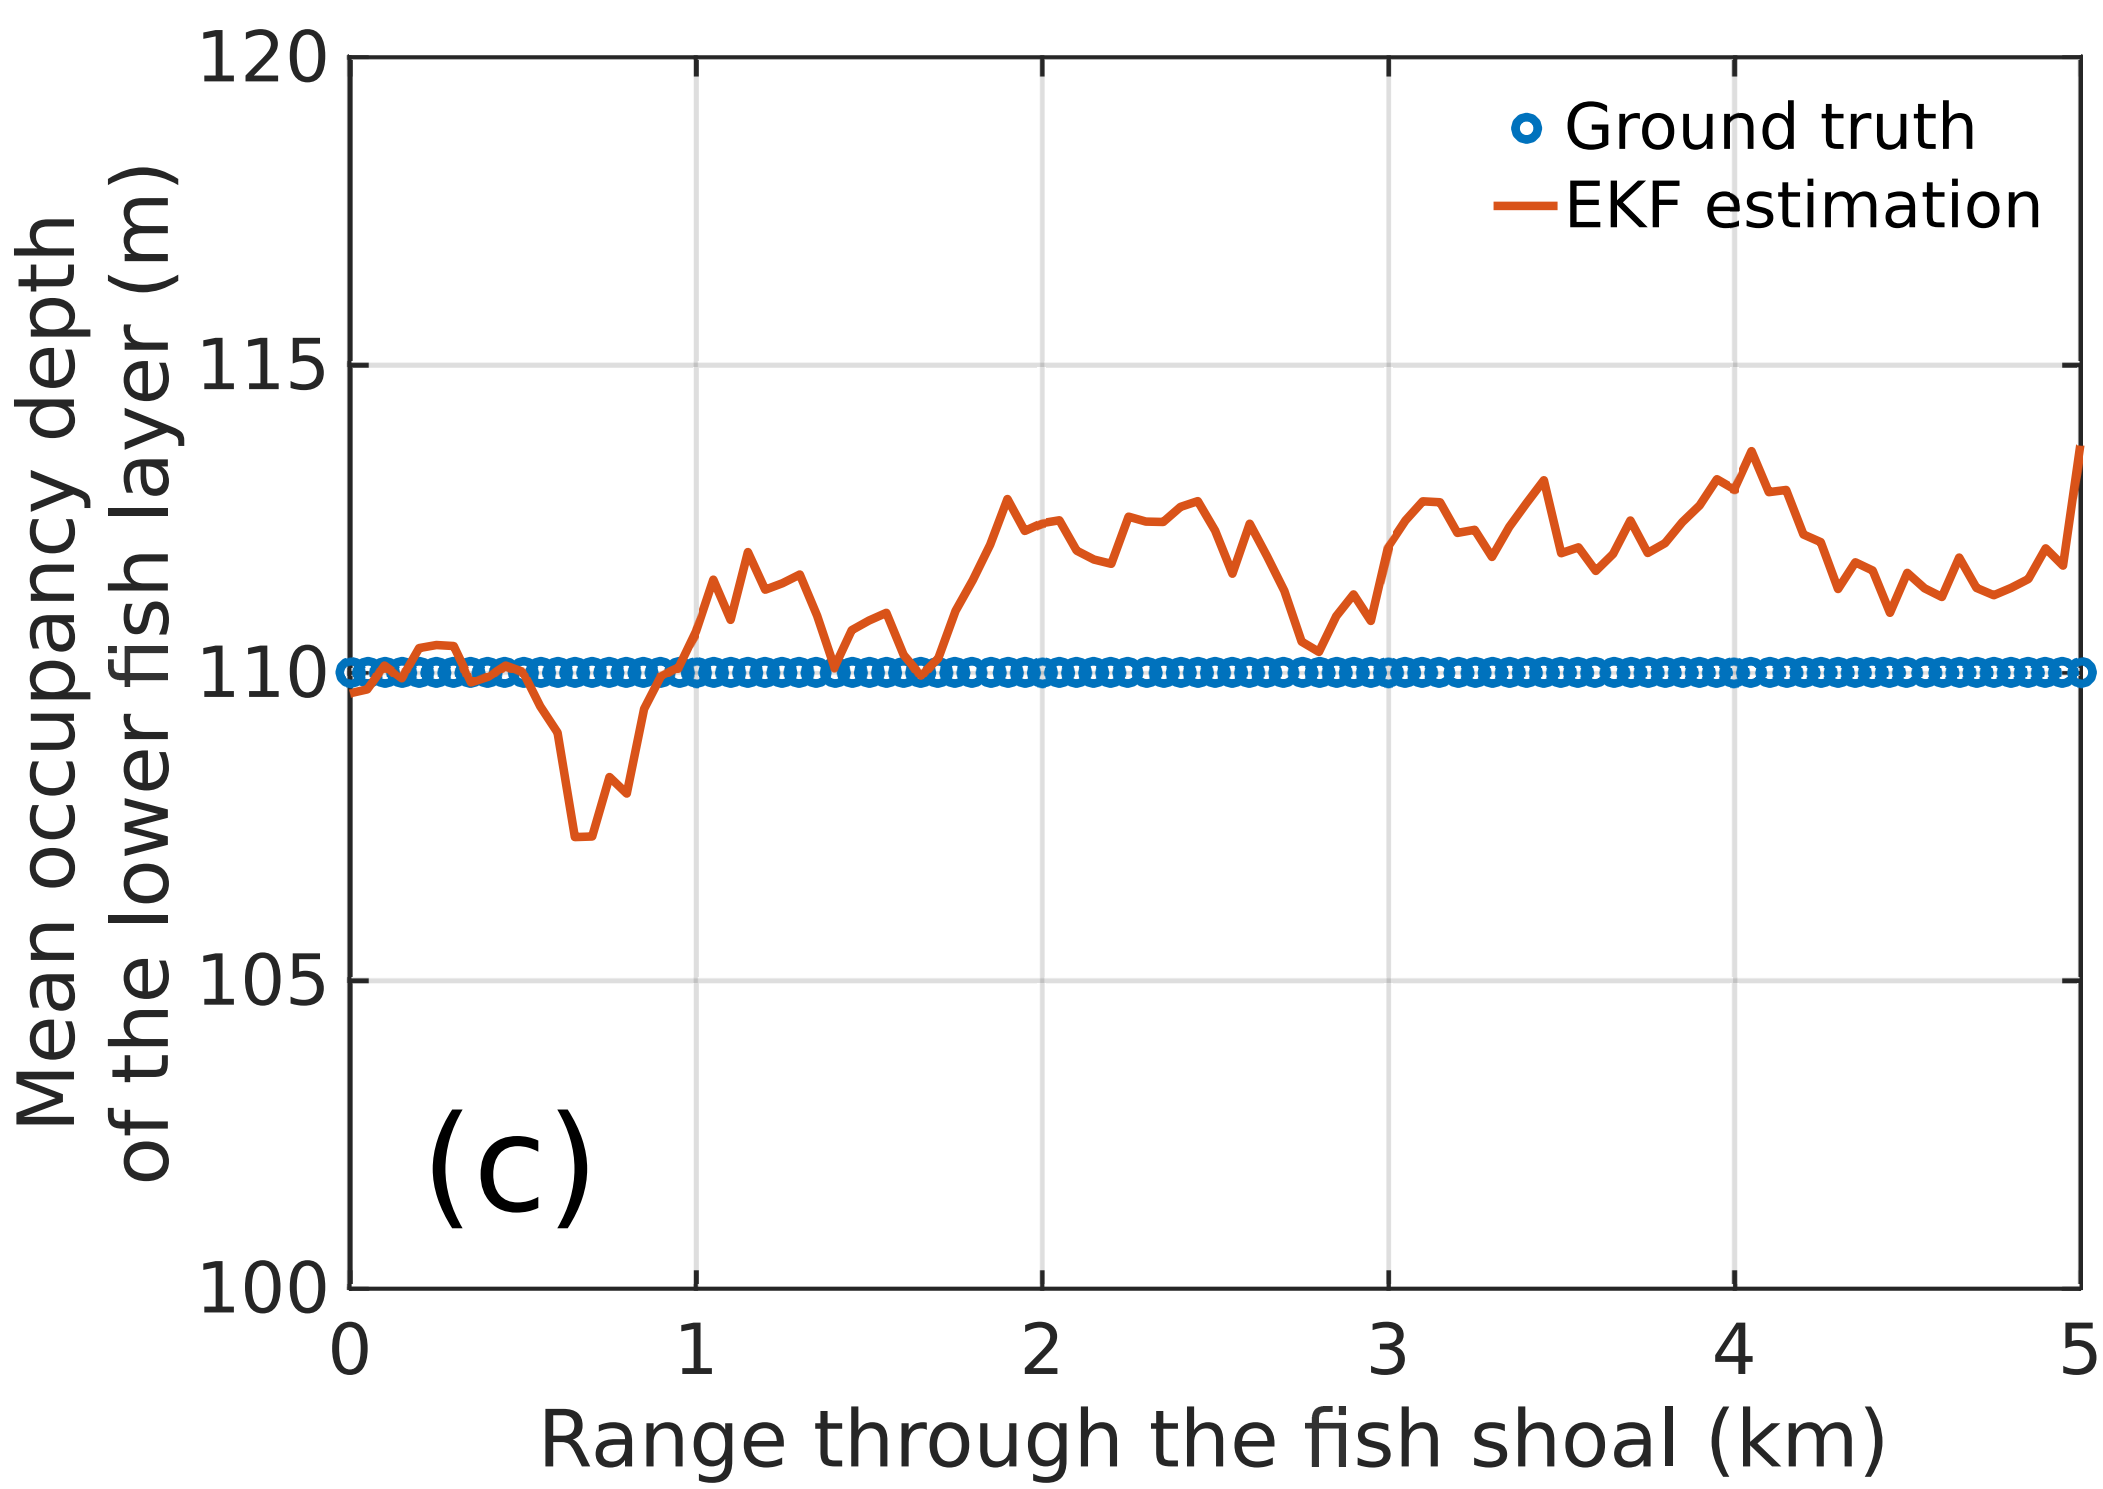 Mean occupancy depth
of the lower fish layer (m)
120
115
110
105
100
Ground truth
EKF estimation
(c)
0 1 2 3 4 5
Range through the fish shoal (km)